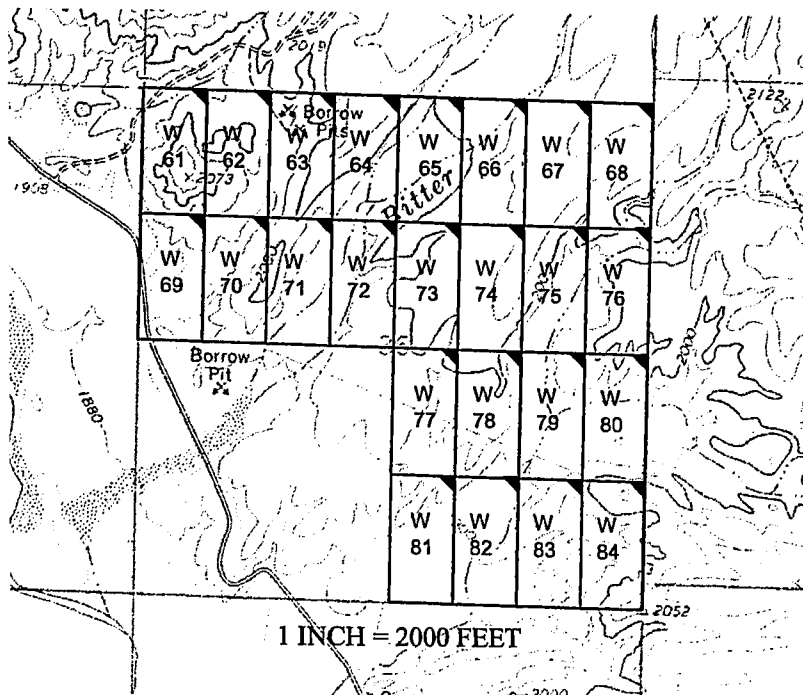 2019
2122
Borrow
Pits
W
61
W
62
W
63
W
64
W
65
W
66
W
67
W
68
×2073
1908
Bitter
W
69
W
70
W
71
W
72
W
73
W
74
W
75
W
76
2000
Borrow
Pit
1880
W
77
W
78
W
79
W
80
W
81
W
82
W
83
W
84
2052
1 INCH = 2000 FEET
2000